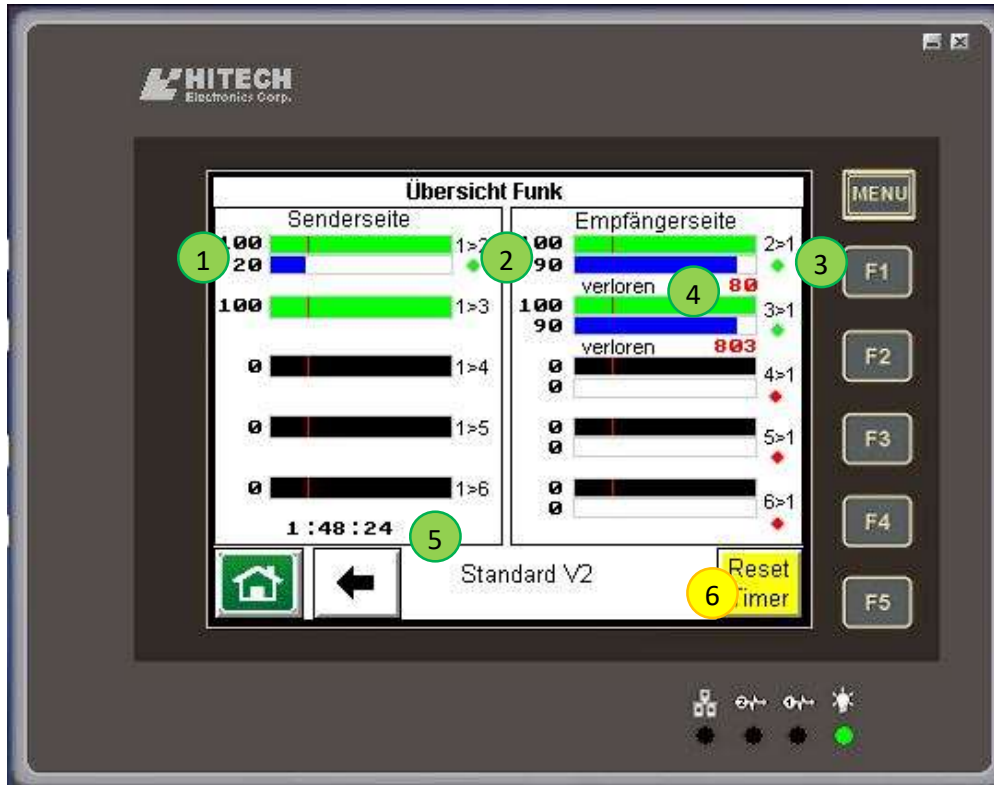 HITECH
Electronics Corp.
Übersicht Funk
Senderseite
100
1>2
20
1
2
100
1>3
0
1>4
0
1>5
0
1>6
1:48:24
5
Empfängerseite
100
2>1
90
3
verloren 80
4
100
3>1
90
verloren 803
0
4>1
0
0
5>1
0
0
6>1
0
Standard V2
Reset
Timer
6
MENU
F1
F2
F3
F4
F5
2
1